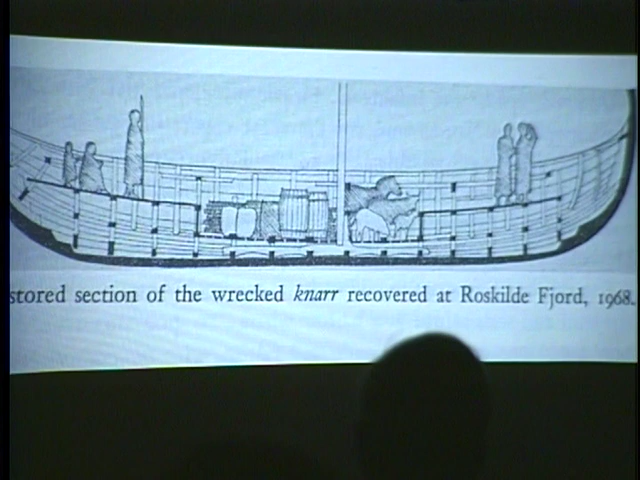 stored section of the wrecked knarr recovered at Roskilde Fjord, 1968.